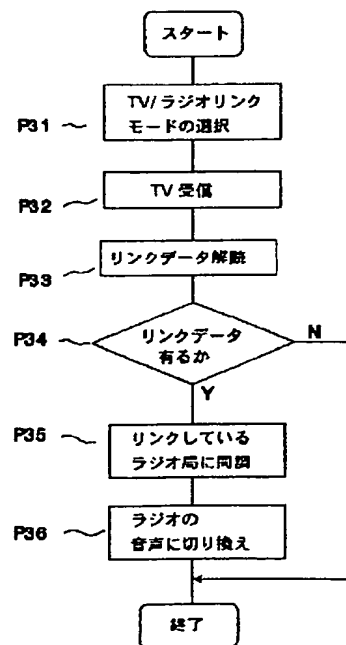 スタート
TV/ラジオリンク
モードの選択
P31
TV 受信
P32
リンクデータ解読
P33
リンクデータ
有るか
P34
N
Y
リンクしている
ラジオ局に同調
P35
ラジオの
音声に切り換え
P36
終了